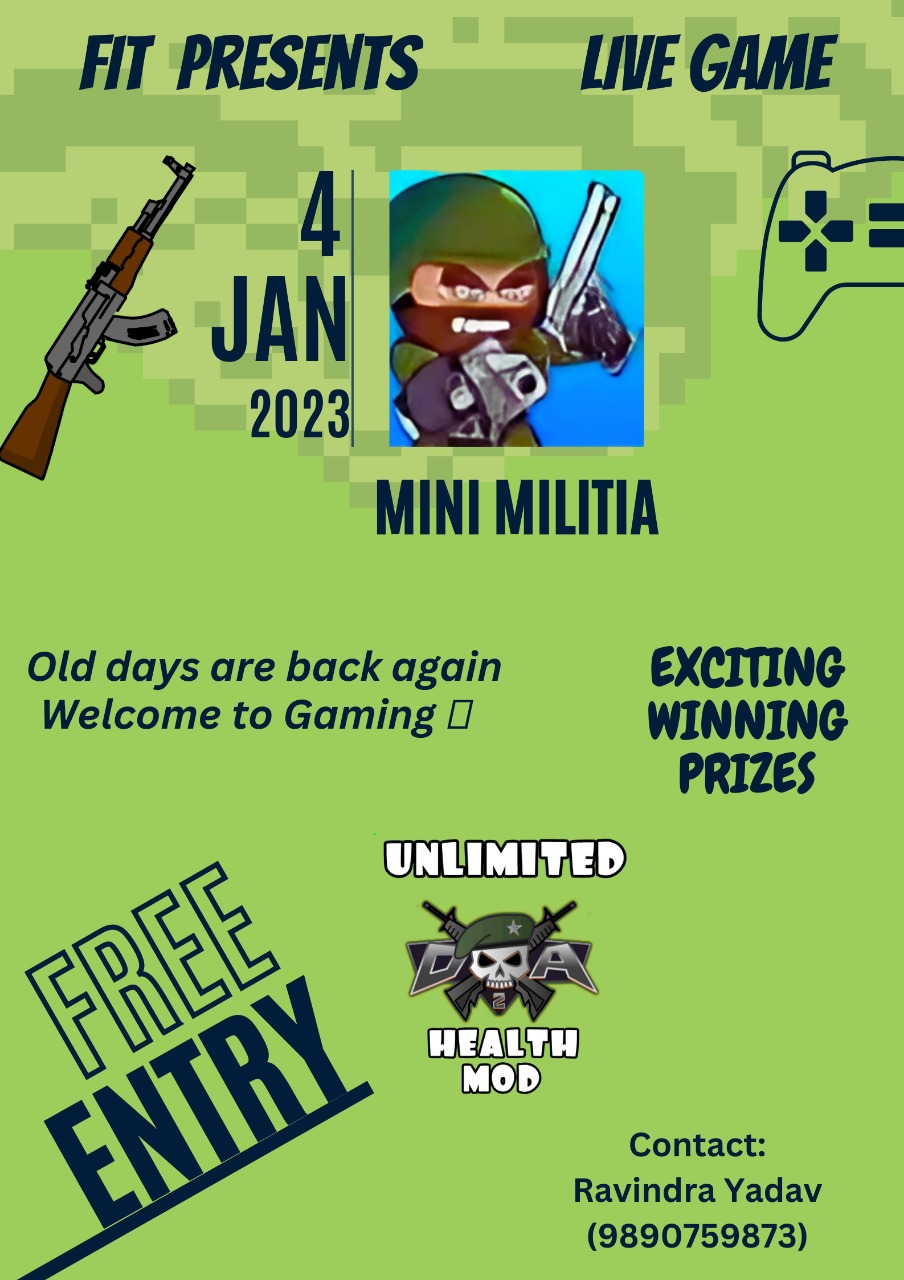 FIT PRESENTS
LIVE GAME
4
JAN
2023
MINI MILITIA
Old days are back again
Welcome to Gaming
EXCITING
WINNING
PRIZES
FREE
ENTRY
UNLIMITED
D A
2
HEALTH
MOD
Contact:
Ravindra Yadav
(9890759873)